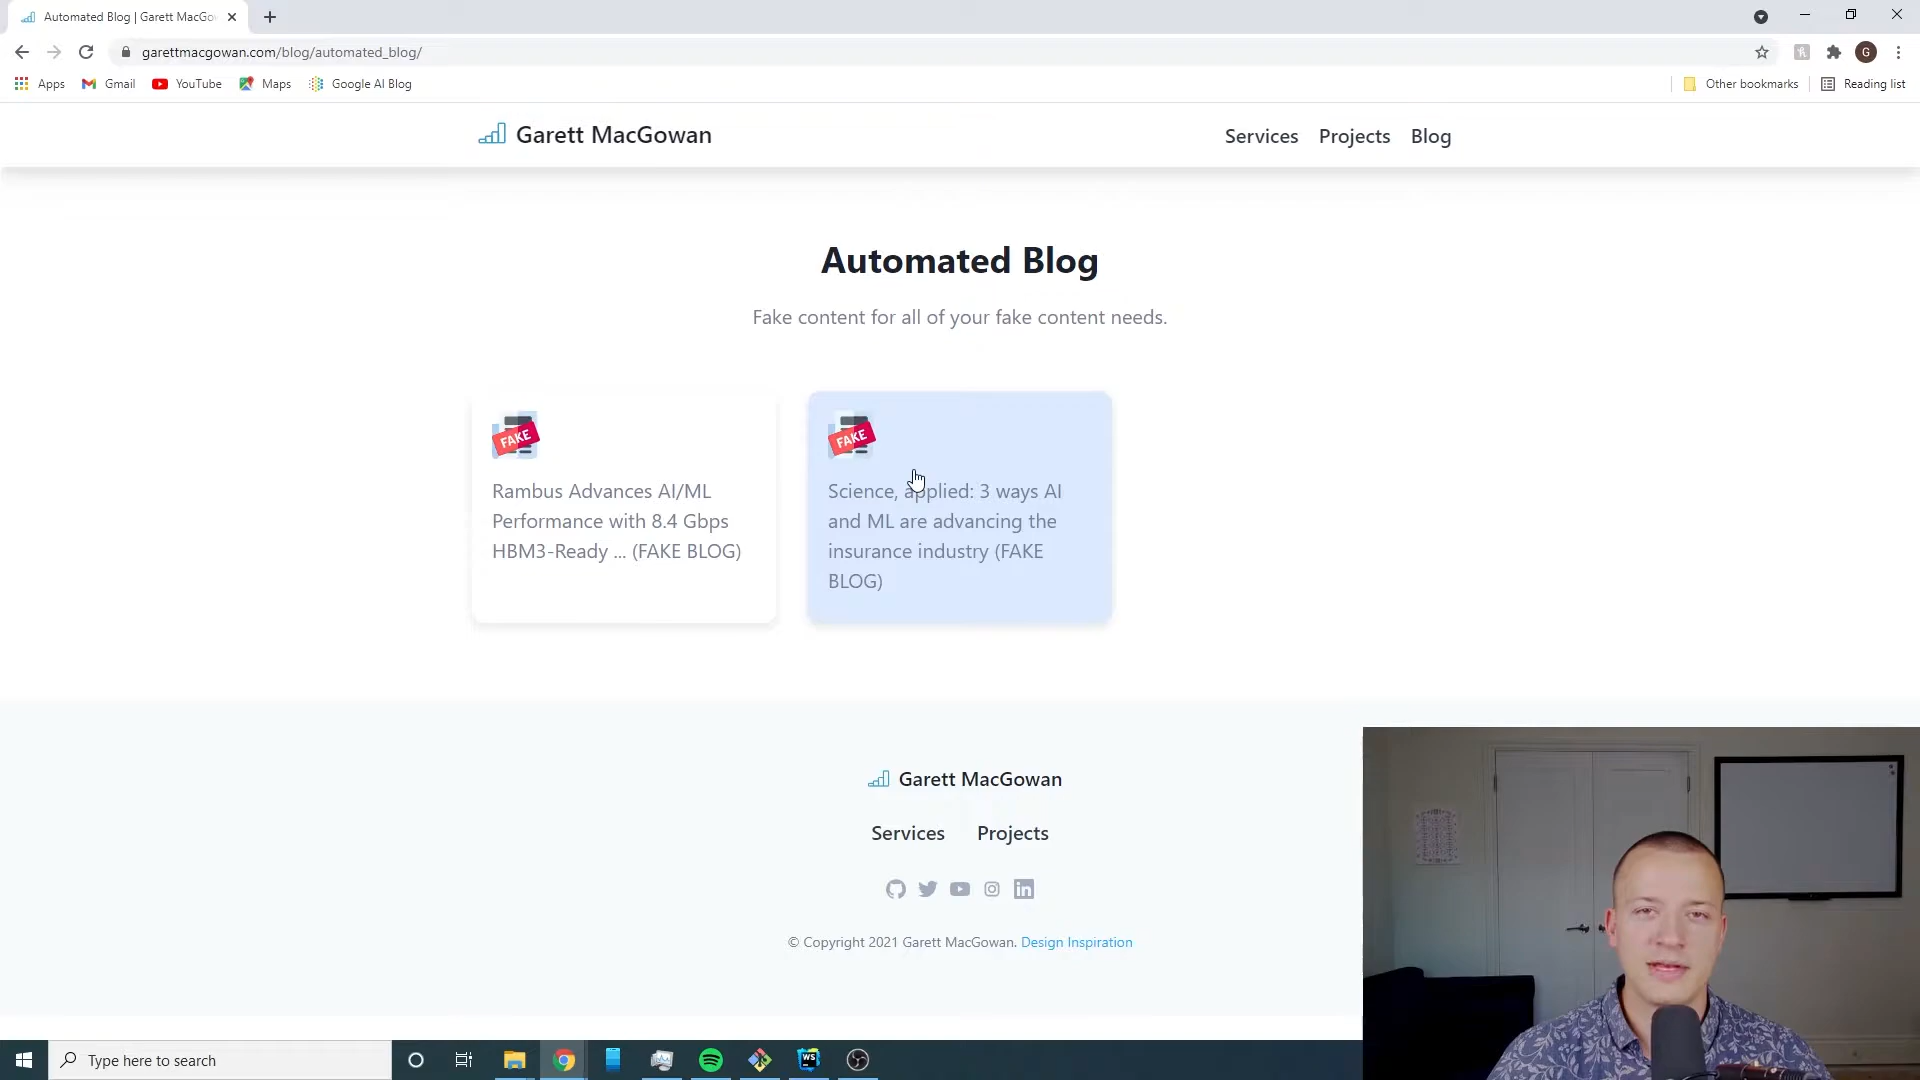 Automated Blog | Garett MacGo
garettmacgowan.com/blog/automated_blog/
G
Apps
Gmail
YouTube
Maps
Google AI Blog
Other bookmarks
Reading list
Garett MacGowan
Services
Projects
Blog
Automated Blog
Fake content for all of your fake content needs.
FAKE
Rambus Advances AI/ML
Performance with 8.4 Gbps
HBM3-Ready ... (FAKE BLOG)
FAKE
Science, applied: 3 ways AI
and ML are advancing the
insurance industry (FAKE
BLOG)
Garett MacGowan
Services
Projects
© Copyright 2021 Garett MacGowan. Design Inspiration
Type here to search
WS